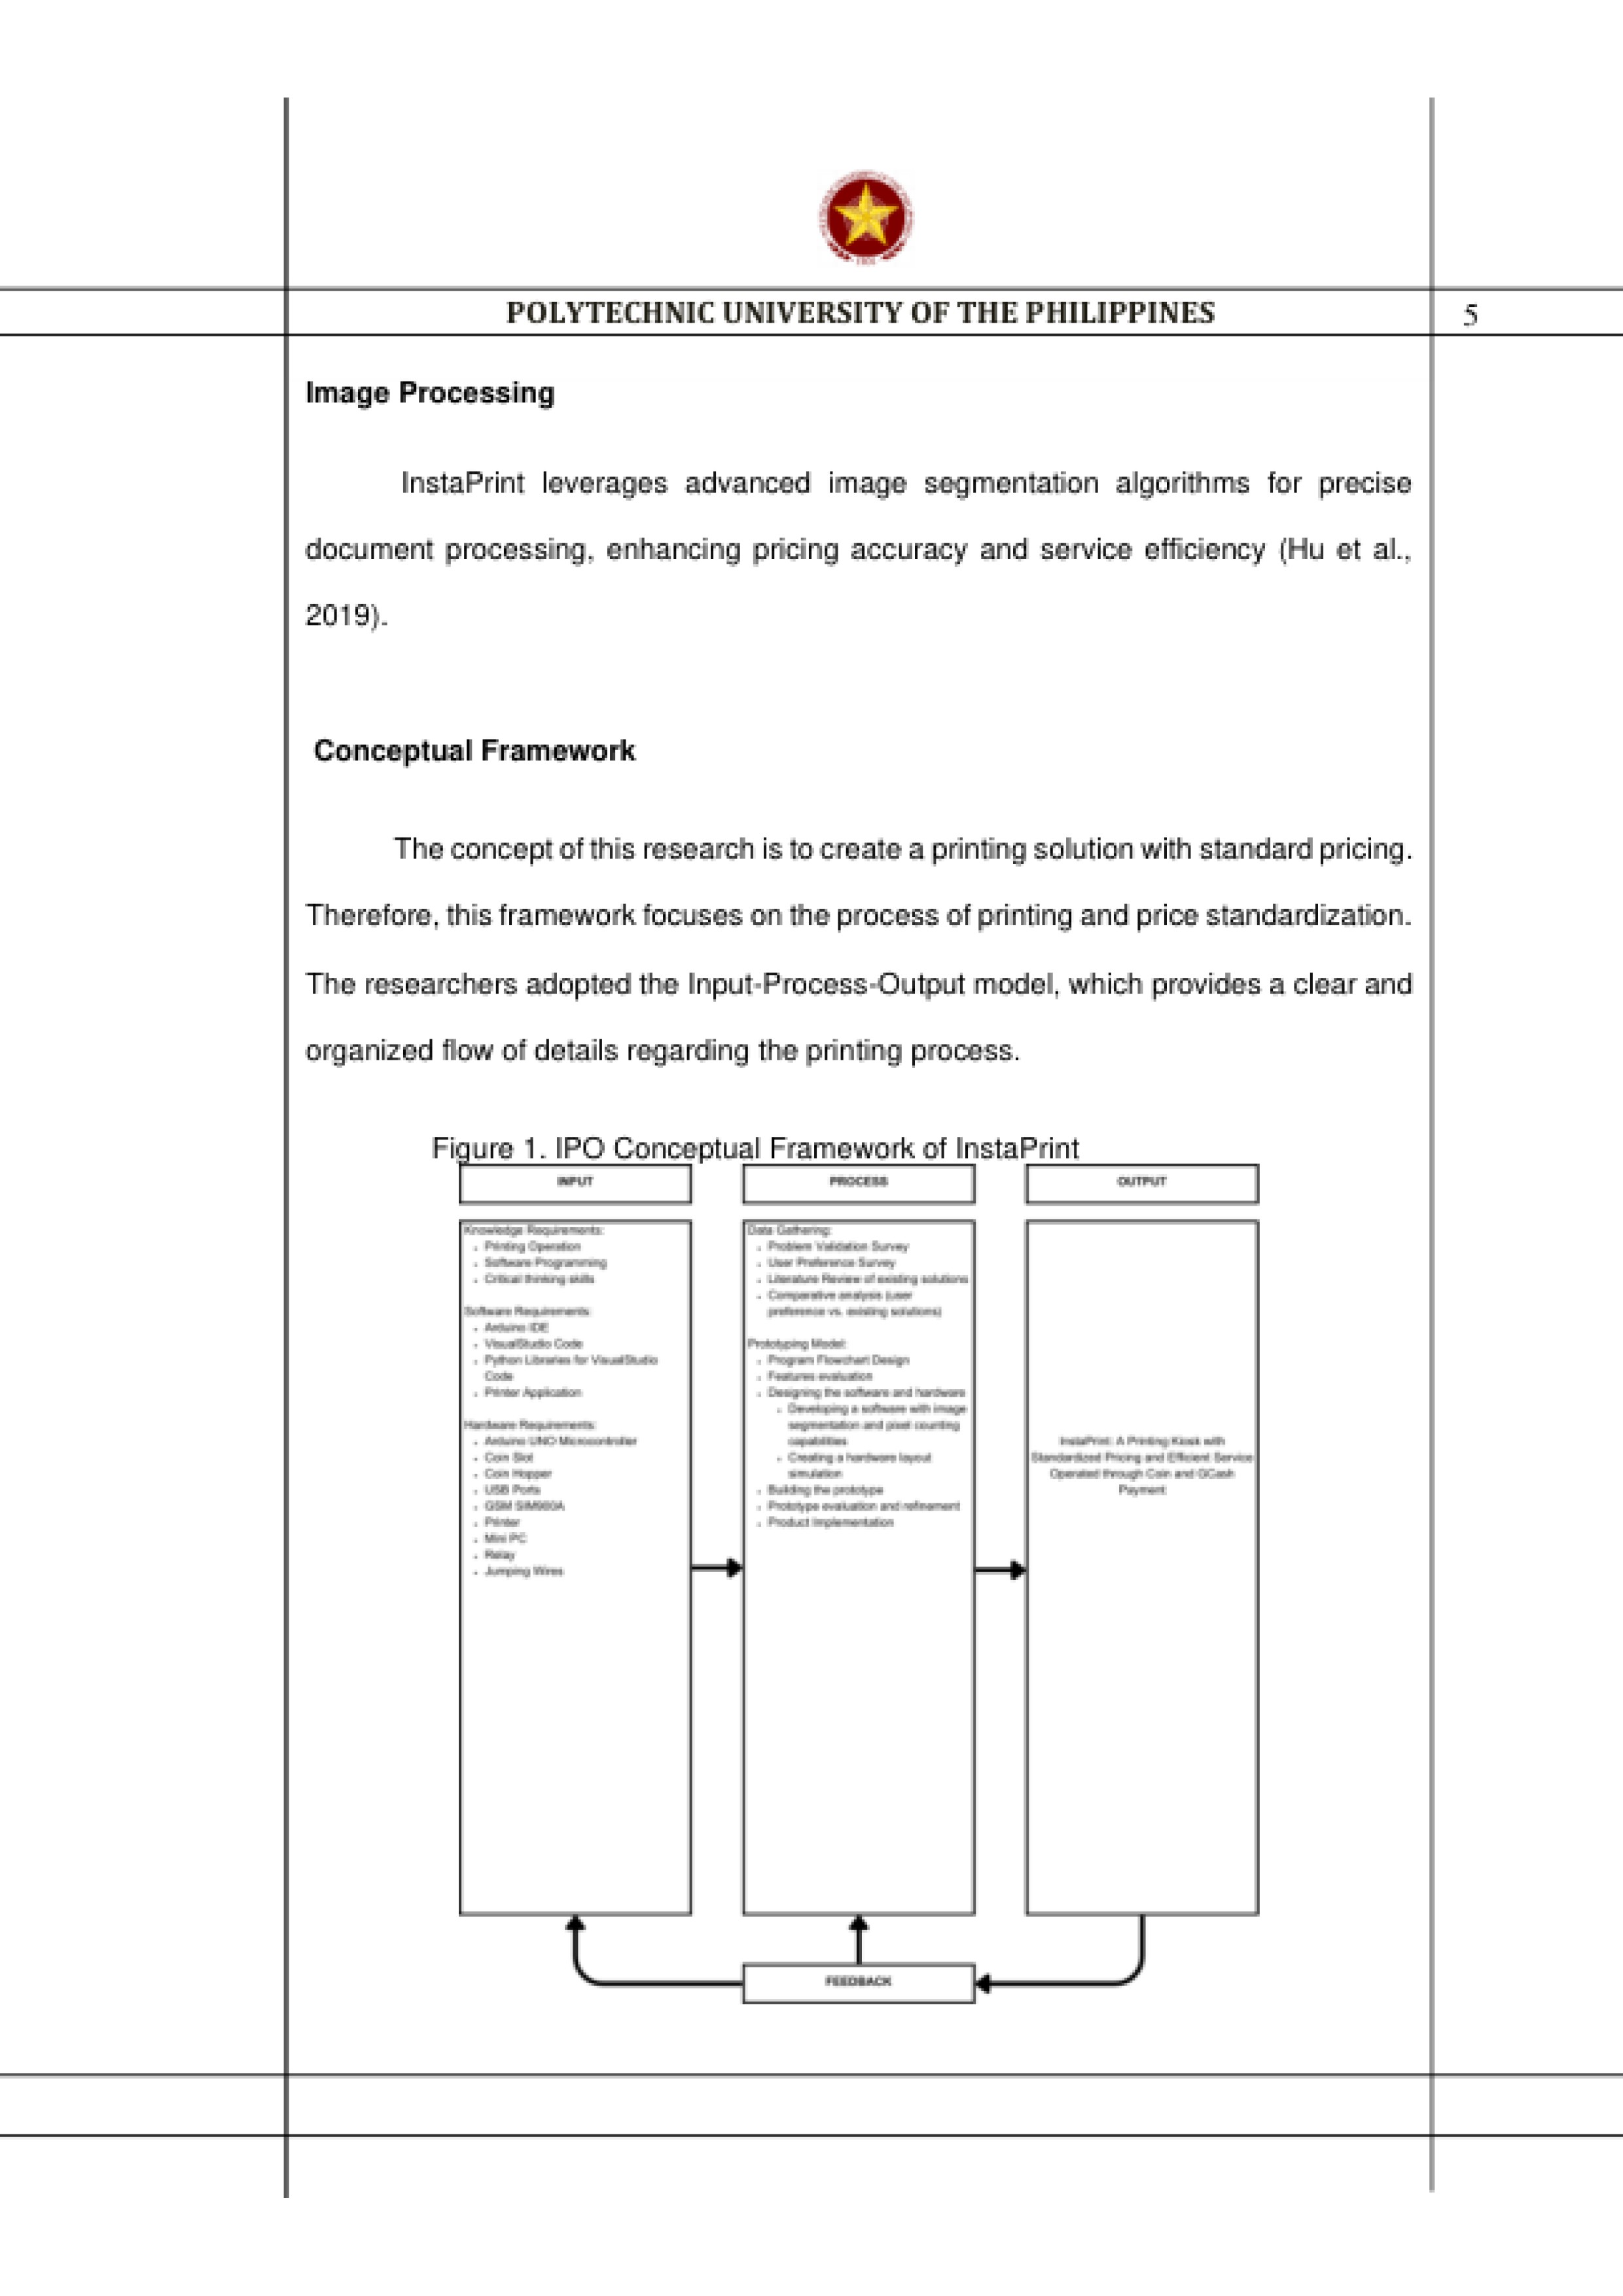 POLYTECHNIC UNIVERSITY OF THE PHILIPPINES
5
Image Processing
InstaPrint leverages advanced image segmentation algorithms for precise
document processing, enhancing pricing accuracy and service efficiency (Hu et al.,
2019).
Conceptual Framework
The concept of this research is to create a printing solution with standard pricing.
Therefore, this framework focuses on the process of printing and price standardization.
The researchers adopted the Input-Process-Output model, which provides a clear and
organized flow of details regarding the printing process.
Figure 1. IPO Conceptual Framework of InstaPrint
INPUT
Knowledge Requirements:
Printing Operation
Software Programming
Critical thinking skills
Software Requirements:
Arduino IDE
VisualStudio Code
Python Libraries for VisualStudio
Code
Printer Application
Hardware Requirements:
Arduino UNO Microcontroller
Coin Slot
Coin Hopper
USB Ports
GSM
Printer
Mini PC
Relay
Jumping Wires
PROCESS
Data Gathering:
Problem Validation Survey
User Preference Survey
Literature Review of existing solutions
Comparative analysis (user
preference vs. existing solutions)
Prototyping Model:
Program Flowchart Design
Features evaluation
Designing the software and hardware
Developing a software with image
segmentation and pixel counting
capabilities
Creating a hardware layout
simulation
Building the prototype
Prototype evaluation and refinement
Product Implementation
OUTPUT
InstaPrint: A Printing Kiosk with
Standardized Pricing and Efficient Service
Operated through Coin and GCash
Payment
FEEDBACK